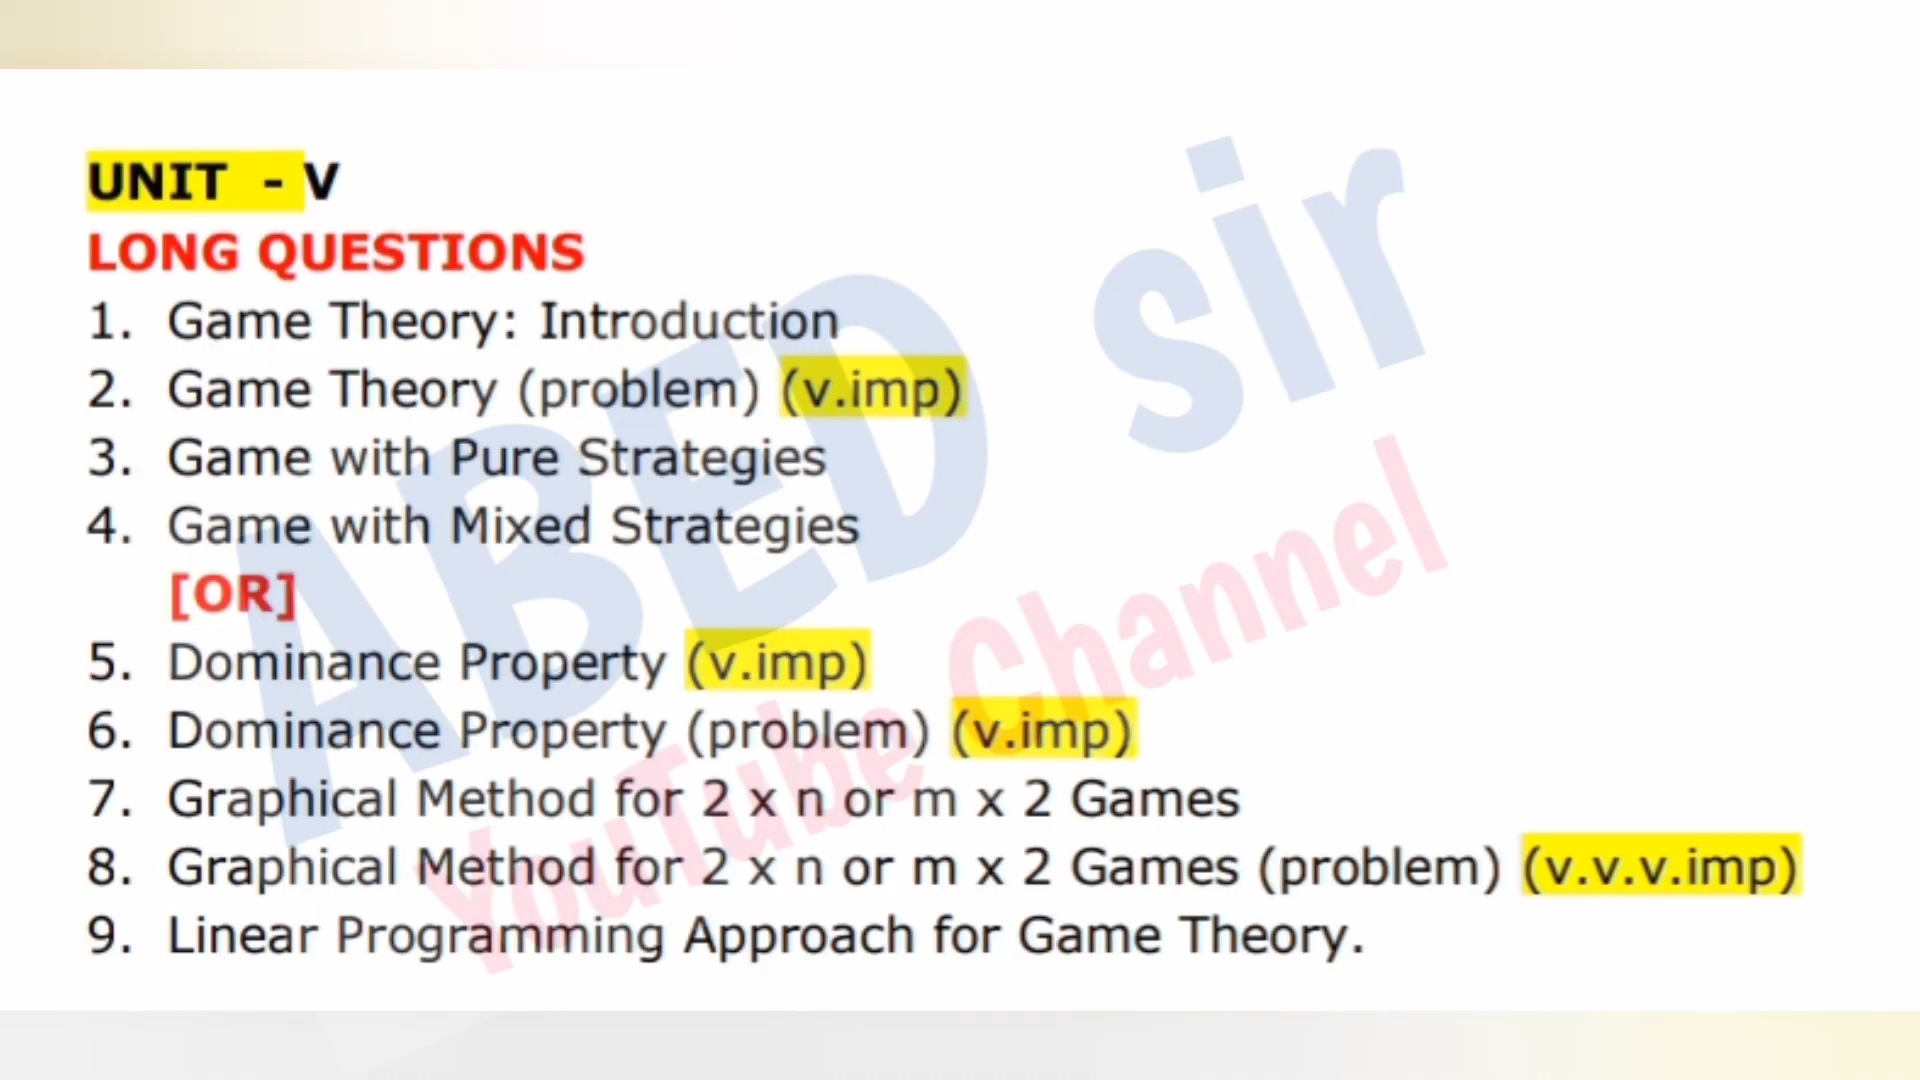 UNIT - V
LONG QUESTIONS
1. Game Theory: Introduction
2. Game Theory (problem) (v.imp)
3. Game with Pure Strategies
4. Game with Mixed Strategies
[OR]
5. Dominance Property (v.imp)
6. Dominance Property (problem) (v.imp)
7. Graphical Method for 2 x n or m x 2 Games
8. Graphical Method for 2 x n or m x 2 Games (problem) (v.v.v.imp)
9. Linear Programming Approach for Game Theory.
ABED sir
YouTube Channel